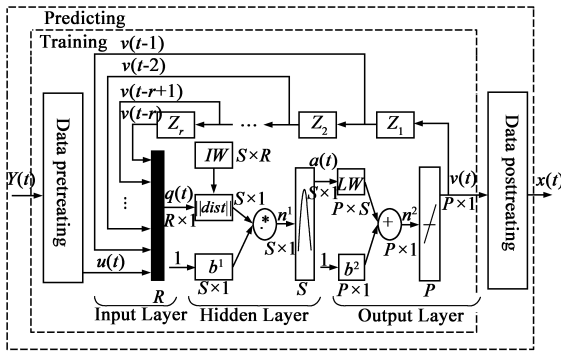 Predicting
Training
v(t-1)
v(t-2)
v(t-r+1)
v(t-r)
Z_r
...
Z_2
Z_1
IW
S×R
a(t)
S×1
LW
P×S
v(t)
P×1
Y(t)
Data pretreating
q(t)
R×1
||dist||
S×1
.*
n^1
S×1
+
n^2
P×1
Data posttreating
x(t)
u(t)
1
b^1
S×1
1
b^2
P×1
R
S
P
Input Layer
Hidden Layer
Output Layer